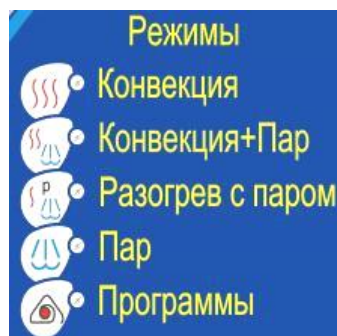 Режимы
Конвекция
Конвекция+Пар
Р Разогрев с паром
Пар
Программы